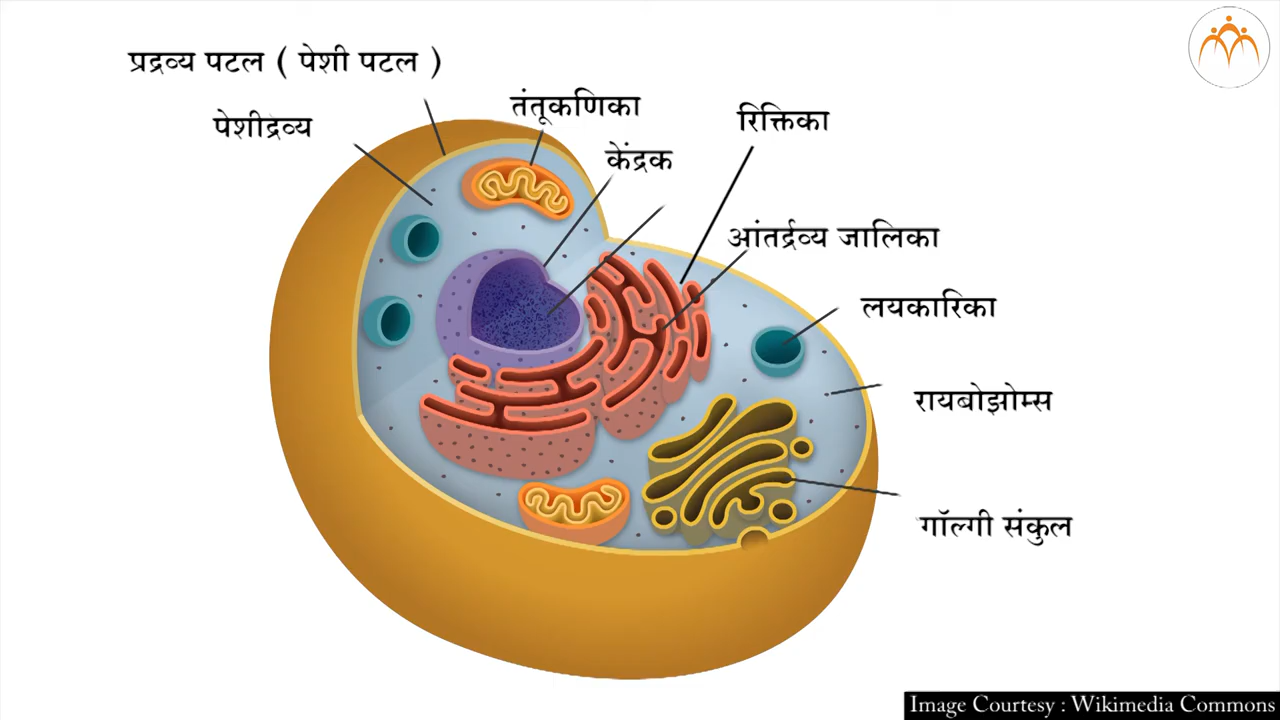 प्रद्रव्य पटल ( पेशी पटल )
पेशीद्रव्य
तंतूकणिका
केंद्रक
रिक्तिका
आंतर्द्रव्य जालिका
लयकारिका
रायबोझोम्स
गॉल्गी संकुल
Image Courtesy : Wikimedia Commons